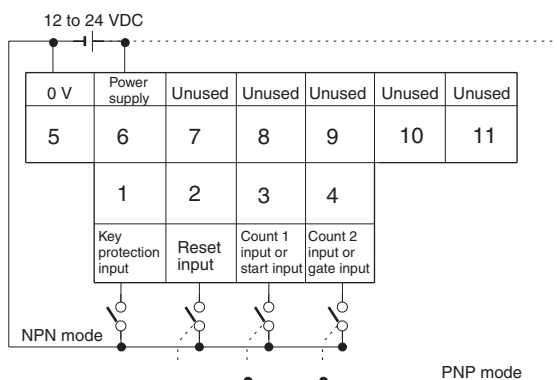 12 to 24 VDC
0 V
Power
supply
Unused
Unused
Unused
Unused
Unused
5
6
7
8
9
10
11
1
2
3
4
Key
protection
input
Reset
input
Count 1
input or
start input
Count 2
input or
gate input
NPN mode
PNP mode